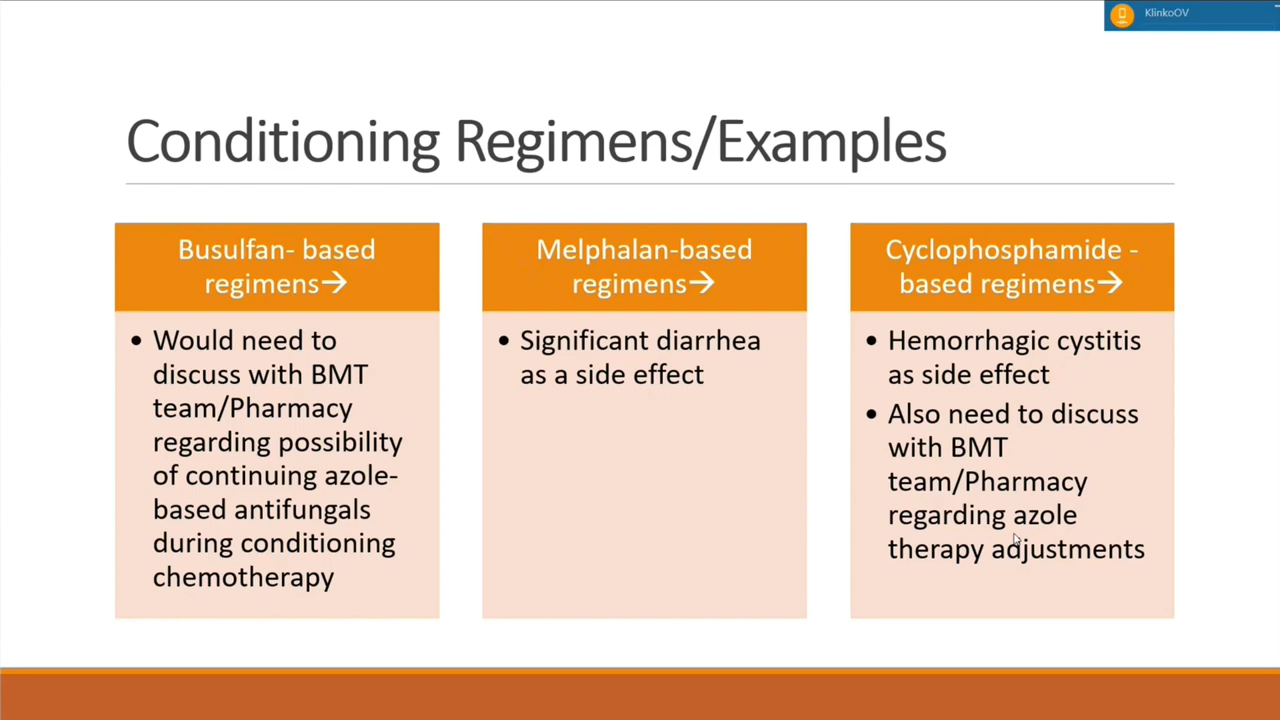 KlinkoOV
Conditioning Regimens/Examples
Busulfan- based
regimens→
• Would need to
discuss with BMT
team/Pharmacy
regarding possibility
of continuing azole-
based antifungals
during conditioning
chemotherapy
Melphalan-based
regimens→
• Significant diarrhea
as a side effect
Cyclophosphamide -
based regimens→
• Hemorrhagic cystitis
as side effect
• Also need to discuss
with BMT
team/Pharmacy
regarding azole
therapy adjustments